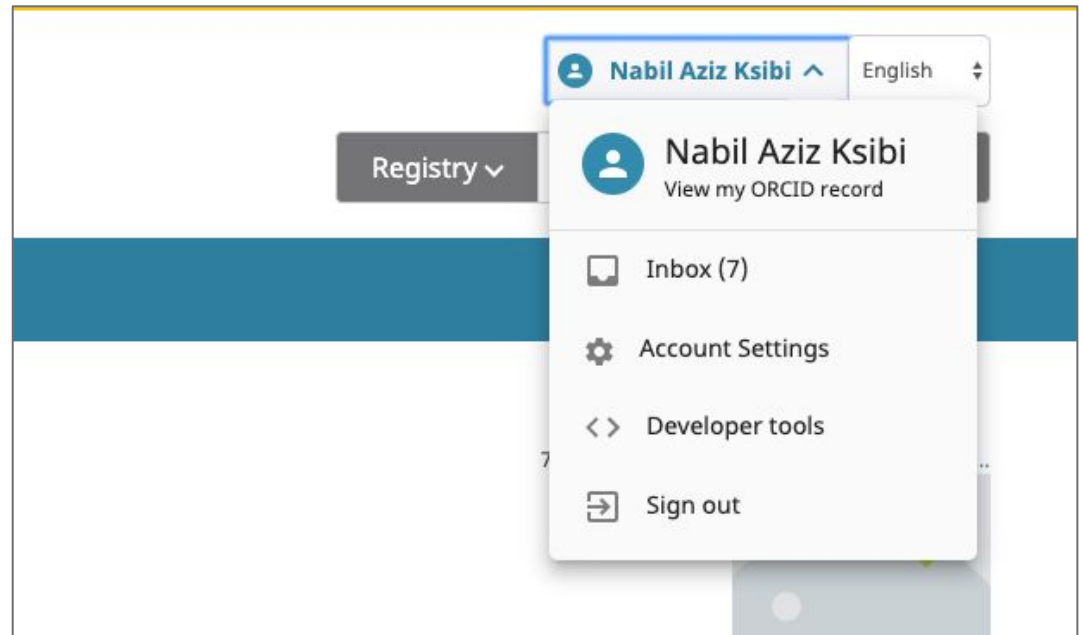 Nabil Aziz Ksibi English
Registry
Nabil Aziz Ksibi
View my ORCID record
Inbox (7)
Account Settings
Developer tools
7 ..
Sign out